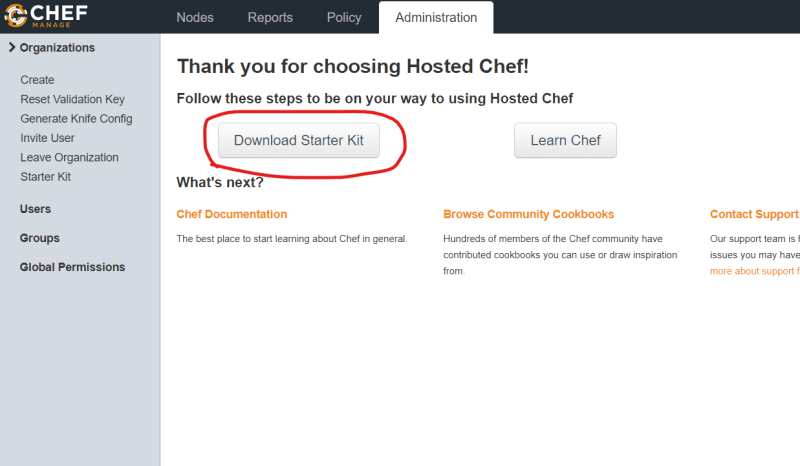 CHEF
MANAGE
Nodes
Reports
Policy
Administration
Organizations
Create
Reset Validation Key
Generate Knife Config
Invite User
Leave Organization
Starter Kit
Users
Groups
Global Permissions
Thank you for choosing Hosted Chef!
Follow these steps to be on your way to using Hosted Chef
Download Starter Kit
Learn Chef
What's next?
Chef Documentation
The best place to start learning about Chef in general.
Browse Community Cookbooks
Hundreds of members of the Chef community have
contributed cookbooks you can use or draw inspiration
from.
Contact Support
Our support team is
issues you may have
more about support